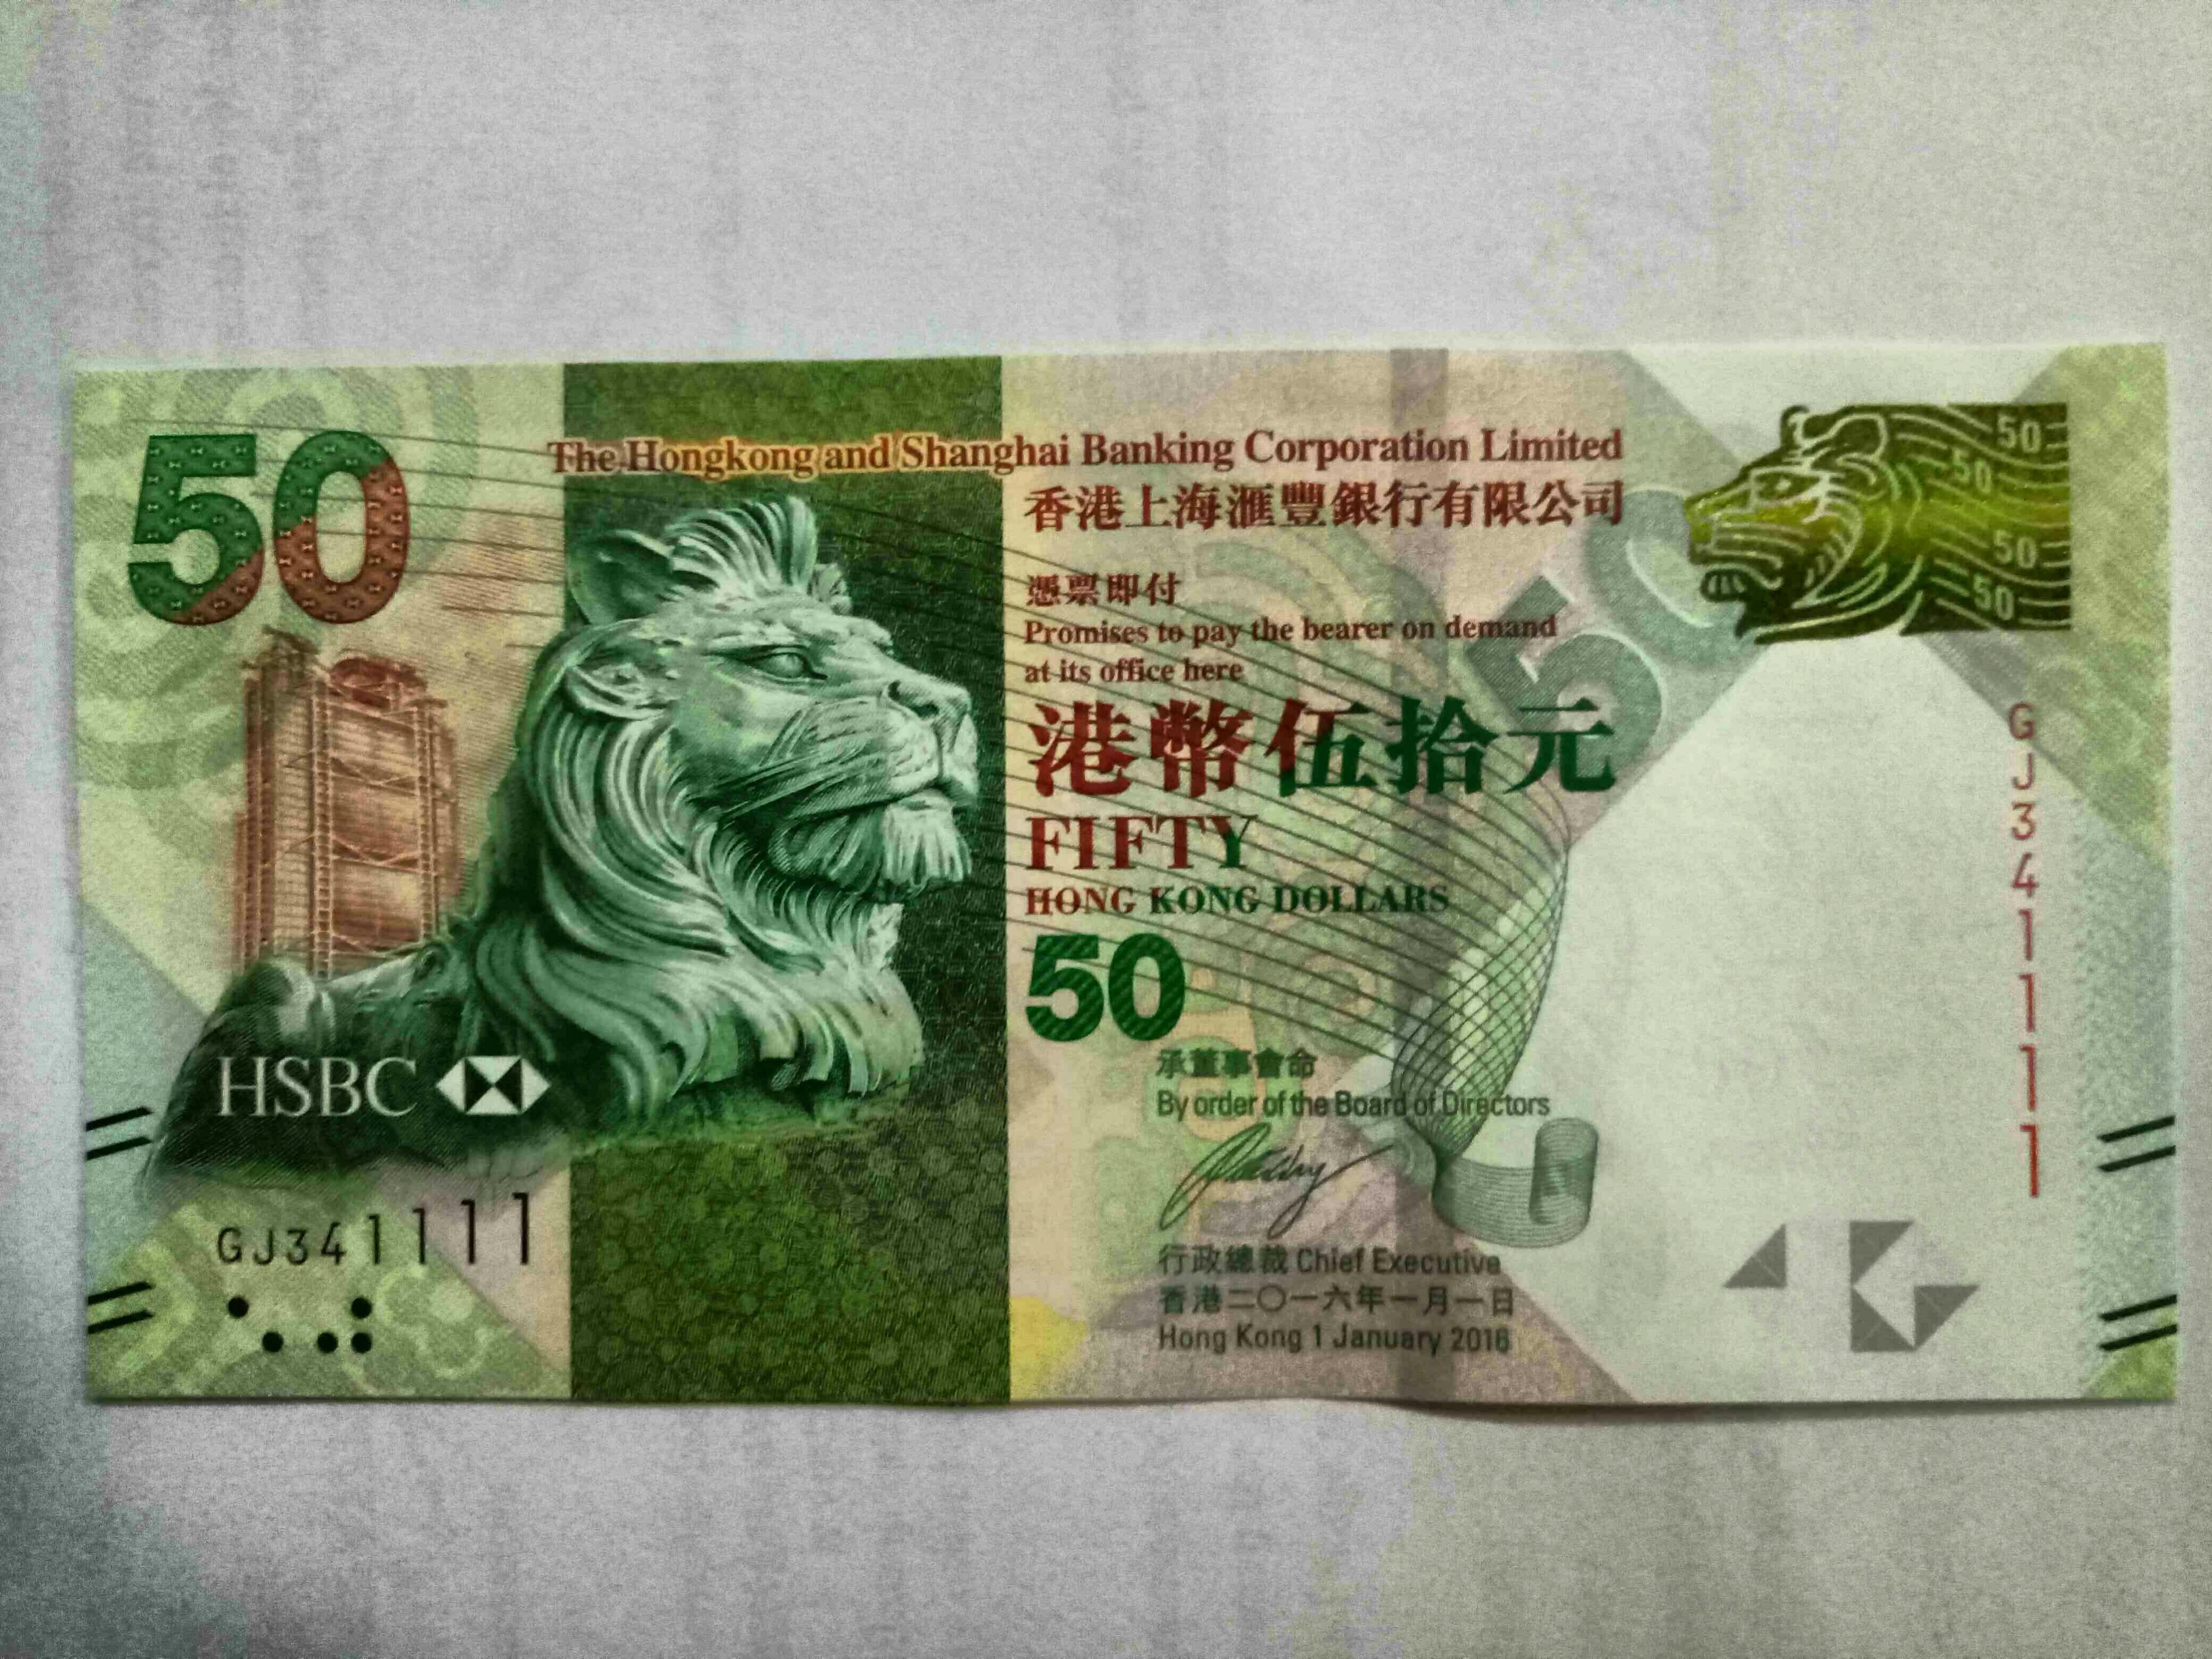 50
The Hongkong and Shanghai Banking Corporation Limited
香港上海滙豐銀行有限公司
憑票即付
Promises to pay the bearer on demand
at its office here
港幣伍拾元
FIFTY
HONG KONG DOLLARS
50
承董事會命
By order of the Board of Directors
行政總裁 Chief Executive
香港二〇一六年一月一日
Hong Kong 1 January 2016
HSBC
GJ341111
50
50
50
50
50
GJ341111